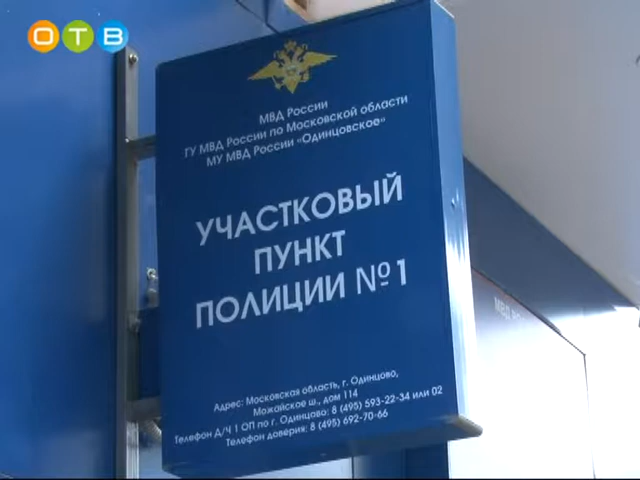 ОТВ
МВД России
ГУ МВД России по Московской области
МУ МВД России "Одинцовское"
УЧАСТКОВЫЙ
ПУНКТ
ПОЛИЦИИ №1
Адрес: Московская область, г. Одинцово,
Можайское ш., дом 114
Телефон Д/Ч 1 ОП по г. Одинцово: 8 (495) 593-22-34 или 02
Телефон доверия: 8 (495) 692-70-66
МВД